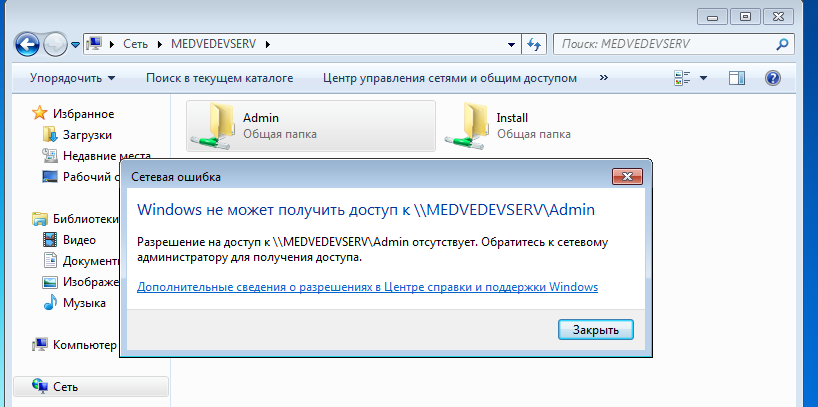 Сеть MEDVEDEVSERV
Поиск: MEDVEDEVSERV
Упорядочить Поиск в текущем каталоге Центр управления сетями и общим доступом »
Избранное
Загрузки
Недавние места
Рабочий с
Библиотеки
Видео
Документ
Изображе
Музыка
Компьютер
Сеть
Admin
Общая папка
Install
Общая папка
Сетевая ошибка
Windows не может получить доступ к \\MEDVEDEVSERV\Admin
Разрешение на доступ к \\MEDVEDEVSERV\Admin отсутствует. Обратитесь к сетевому
администратору для получения доступа.
Дополнительные сведения о разрешениях в Центре справки и поддержки Windows
Закрыть